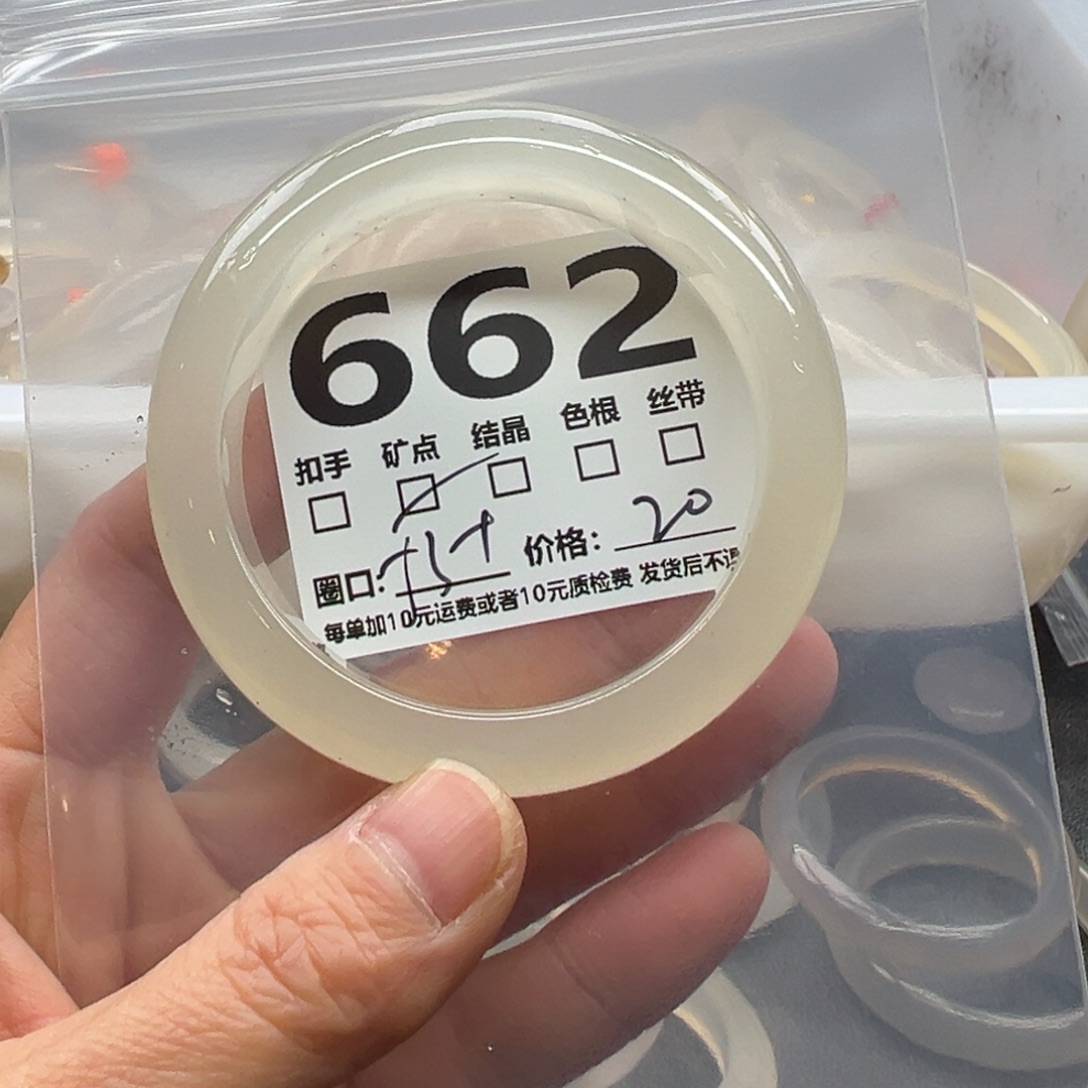 662
扣手 矿点 结晶 色根 丝带
圈口: 价格: 20
每单加10元运费或者10元质检费 发货后不退